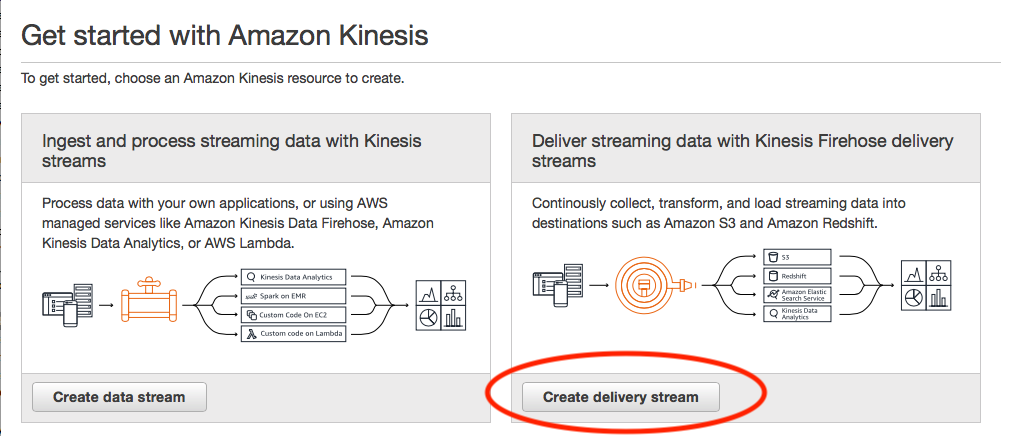 Get started with Amazon Kinesis
To get started, choose an Amazon Kinesis resource to create.
Ingest and process streaming data with Kinesis
streams
Process data with your own applications, or using AWS
managed services like Amazon Kinesis Data Firehose, Amazon
Kinesis Data Analytics, or AWS Lambda.
Kinesis Data Analytics
Spark on EMR
Custom Code On EC2
Custom code on Lambda
Create data stream
Deliver streaming data with Kinesis Firehose delivery
streams
Continously collect, transform, and load streaming data into
destinations such as Amazon S3 and Amazon Redshift.
S3
Redshift
Amazon Elastic
Search Service
Kinesis Data
Analytics
Create delivery stream